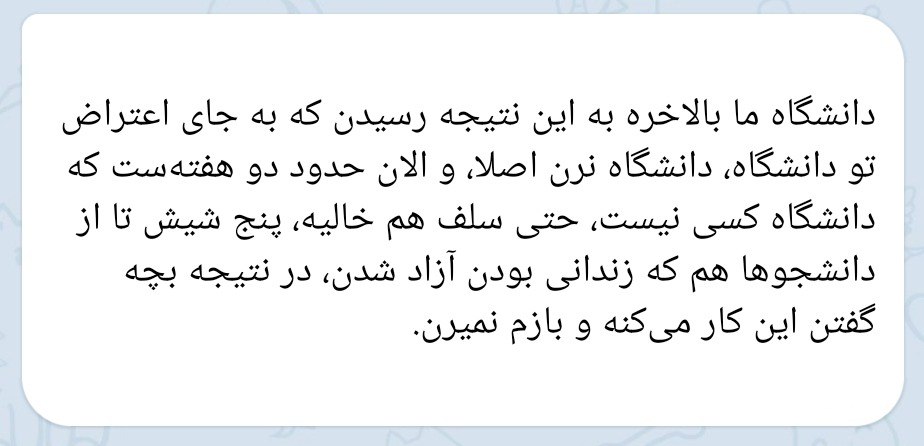 دانشگاه ما بالاخره به این نتیجه رسیدن که به جای اعتراض
تو دانشگاه، دانشگاه نرن اصلا، و الان حدود دو هفته‌ست که
دانشگاه کسی نیست، حتی سلف هم خالیه، پنج شیش تا از
دانشجوها هم که زندانی بودن آزاد شدن، در نتیجه بچه
گفتن این کار می‌کنه و بازم نمیرن.